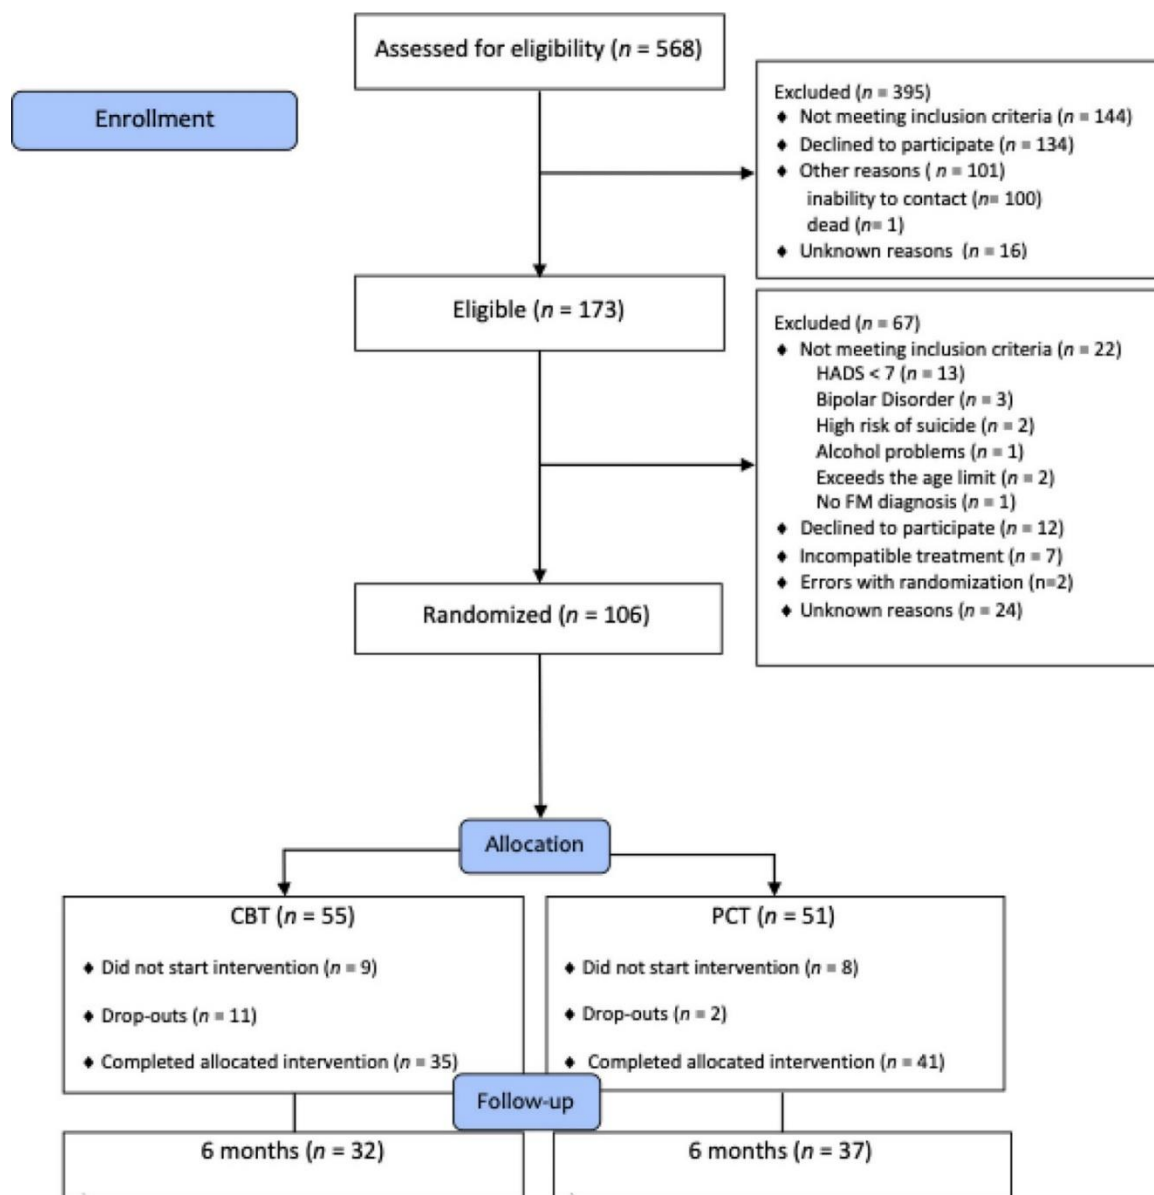 Assessed for eligibility (n = 568)
Enrollment
Excluded (n = 395)
♦ Not meeting inclusion criteria (n = 144)
♦ Declined to participate (n = 134)
♦ Other reasons ( n = 101)
inability to contact (n= 100)
dead (n= 1)
♦ Unknown reasons (n = 16)
Eligible (n = 173)
Excluded (n = 67)
♦ Not meeting inclusion criteria (n = 22)
HADS < 7 (n = 13)
Bipolar Disorder (n = 3)
High risk of suicide (n = 2)
Alcohol problems (n = 1)
Exceeds the age limit (n = 2)
No FM diagnosis (n = 1)
♦ Declined to participate (n = 12)
♦ Incompatible treatment (n = 7)
♦ Errors with randomization (n=2)
♦ Unknown reasons (n = 24)
Randomized (n = 106)
Allocation
CBT (n = 55)
♦ Did not start intervention (n = 9)
♦ Drop-outs (n = 11)
♦ Completed allocated intervention (n = 35)
PCT (n = 51)
♦ Did not start intervention (n = 8)
♦ Drop-outs (n = 2)
♦ Completed allocated intervention (n = 41)
Follow-up
6 months (n = 32)
6 months (n = 37)